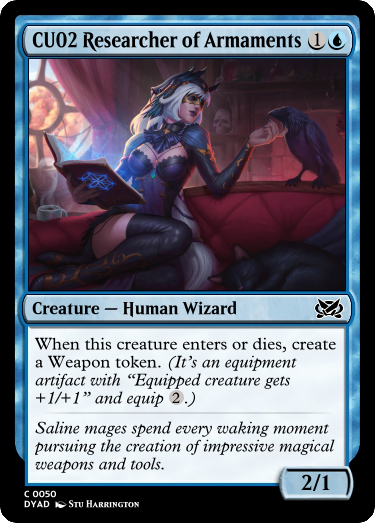 CU02 Researcher of Armaments 1
Creature — Human Wizard
When this creature enters or dies, create
a Weapon token. (It's an equipment
artifact with “Equipped creature gets
+1/+1” and equip 2.)
Saline mages spend every waking moment
pursuing the creation of impressive magical
weapons and tools.
2/1
C 0050
DYAD Stu Harrington